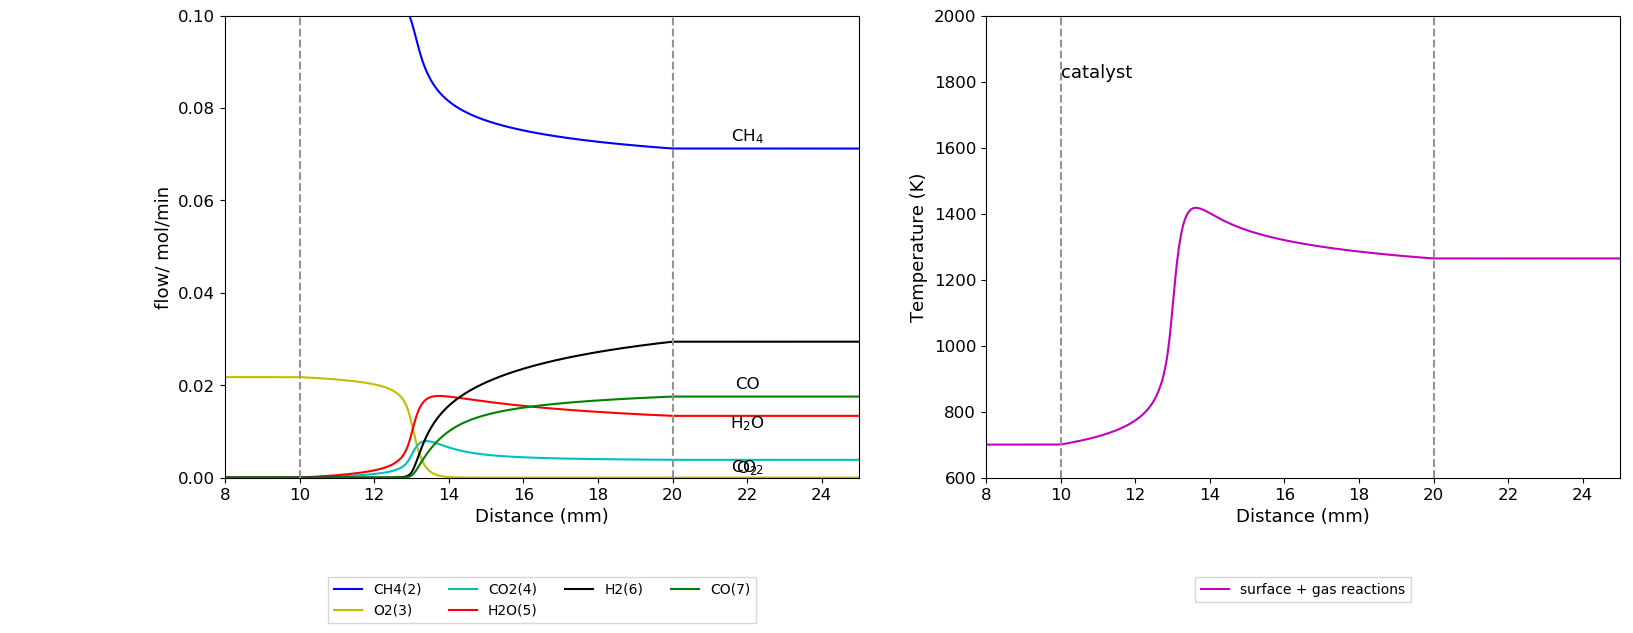 0.10
0.08
0.06
0.04
0.02
0.00
flow/ mol/min
CH₄
CO
H₂O
CO₂
O₂
8 10 12 14 16 18 20 22 24
Distance (mm)
CH4(2) CO2(4) H2(6) CO(7)
O2(3) H2O(5)
2000
1800
1600
1400
1200
1000
800
600
Temperature (K)
catalyst
8 10 12 14 16 18 20 22 24
Distance (mm)
surface + gas reactions